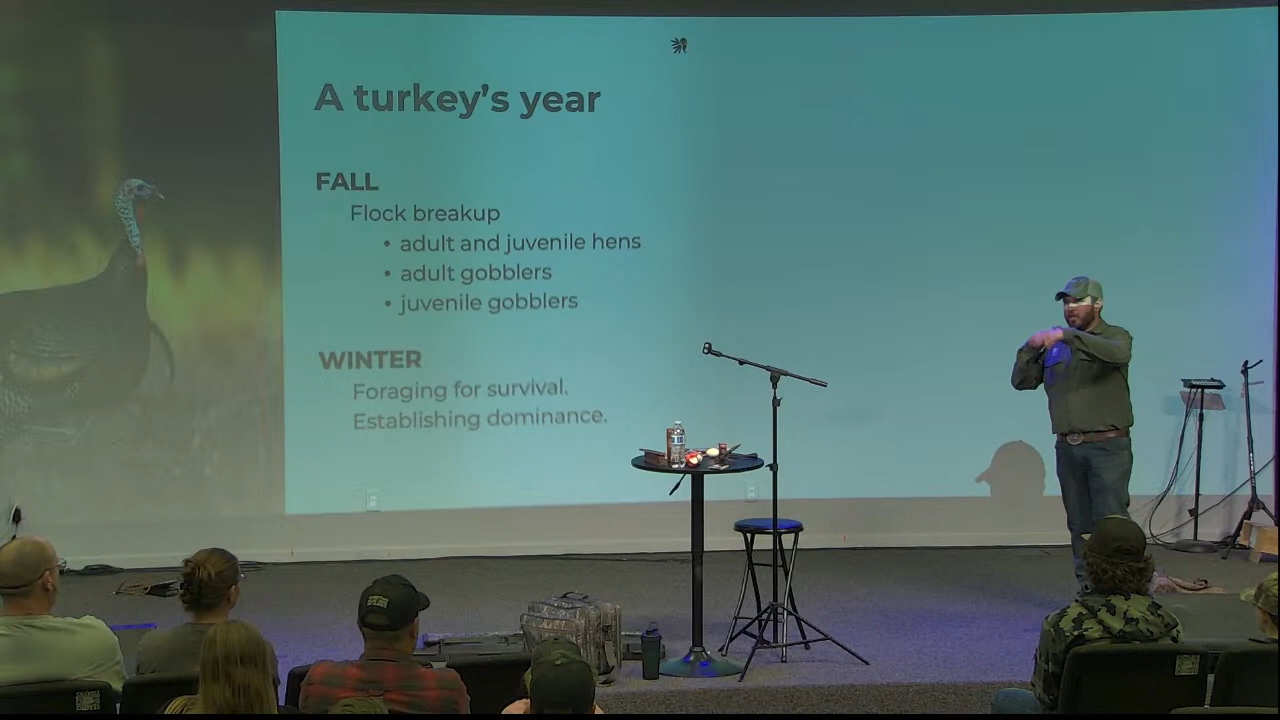 A turkey's year
FALL
Flock breakup
• adult and juvenile hens
• adult gobblers
• juvenile gobblers
WINTER
Foraging for survival.
Establishing dominance.